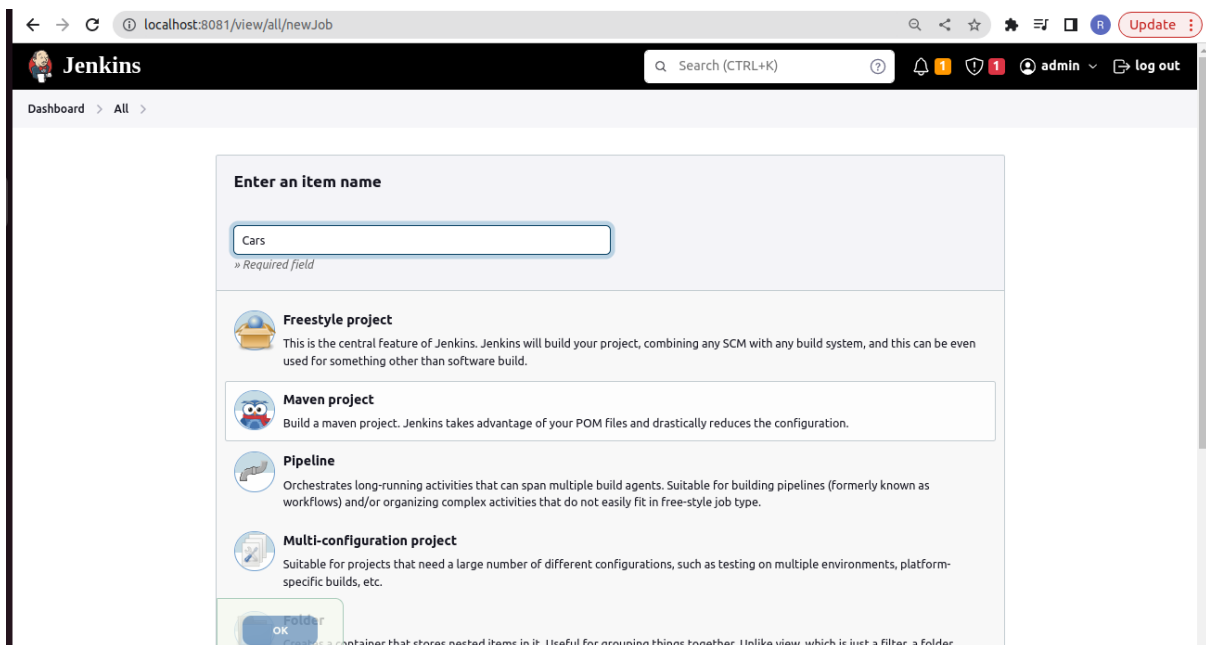 localhost:8081/view/all/newJob
R
Update
Jenkins
Search (CTRL+K)
?
1
1
admin
log out
Dashboard > All >
Enter an item name
Cars
» Required field
Freestyle project
This is the central feature of Jenkins. Jenkins will build your project, combining any SCM with any build system, and this can be even
used for something other than software build.
Maven project
Build a maven project. Jenkins takes advantage of your POM files and drastically reduces the configuration.
Pipeline
Orchestrates long-running activities that can span multiple build agents. Suitable for building pipelines (formerly known as
workflows) and/or organizing complex activities that do not easily fit in free-style job type.
Multi-configuration project
Suitable for projects that need a large number of different configurations, such as testing on multiple environments, platform-
specific builds, etc.
Folder
OK
Creates a container that stores nested items in it. Useful for grouping things together. Unlike view, which is just a filter, a folder